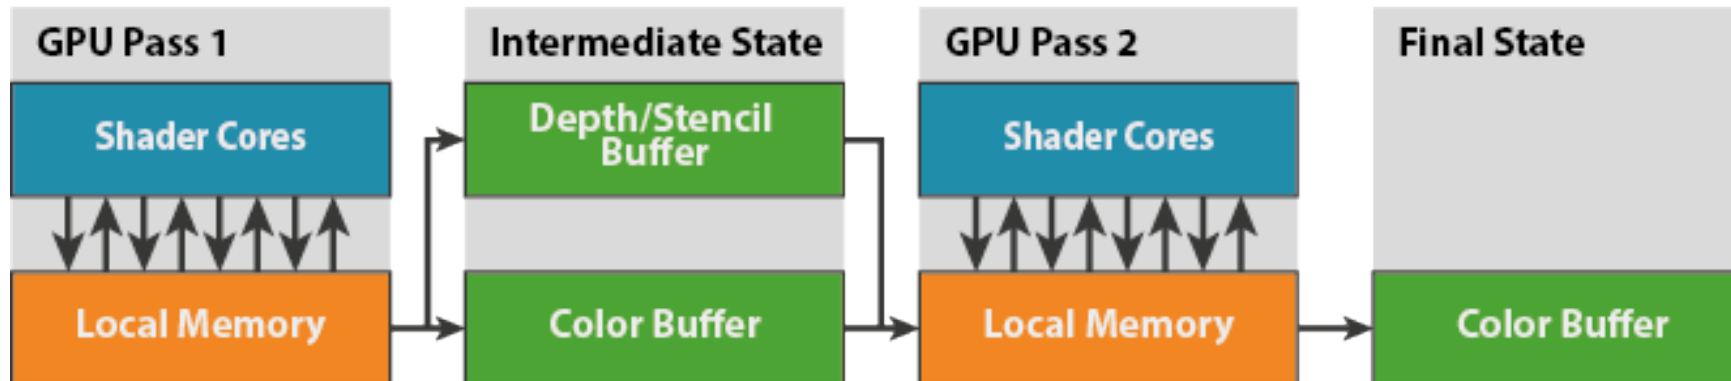 GPU Pass 1
Intermediate State
GPU Pass 2
Final State
Shader Cores
Depth/Stencil
Buffer
Shader Cores
Local Memory
Color Buffer
Local Memory
Color Buffer